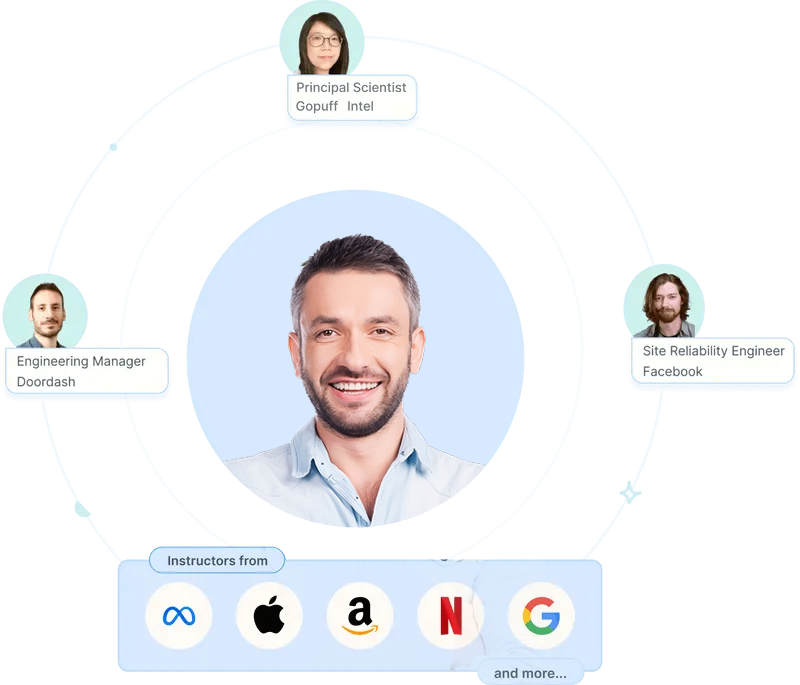 Principal Scientist
Gopuff Intel
Engineering Manager
Doordash
Site Reliability Engineer
Facebook
Instructors from
and more...